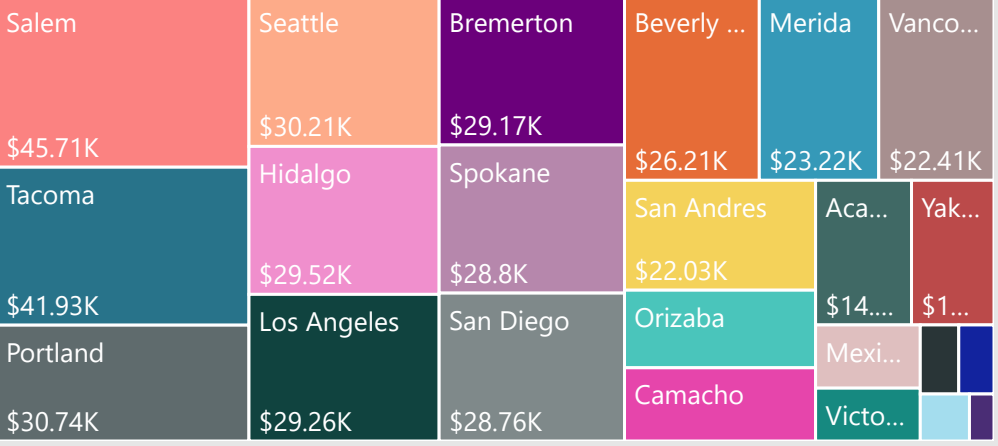 Salem
$45.71K
Tacoma
$41.93K
Portland
$30.74K
Seattle
$30.21K
Hidalgo
$29.52K
Los Angeles
$29.26K
Bremerton
$29.17K
Spokane
$28.8K
San Diego
$28.76K
Beverly ...
$26.21K
Merida
$23.22K
Vanco...
$22.41K
San Andres
$22.03K
Orizaba
Camacho
Aca...
$14....
Yak...
$1...
Mexi...
Victo...